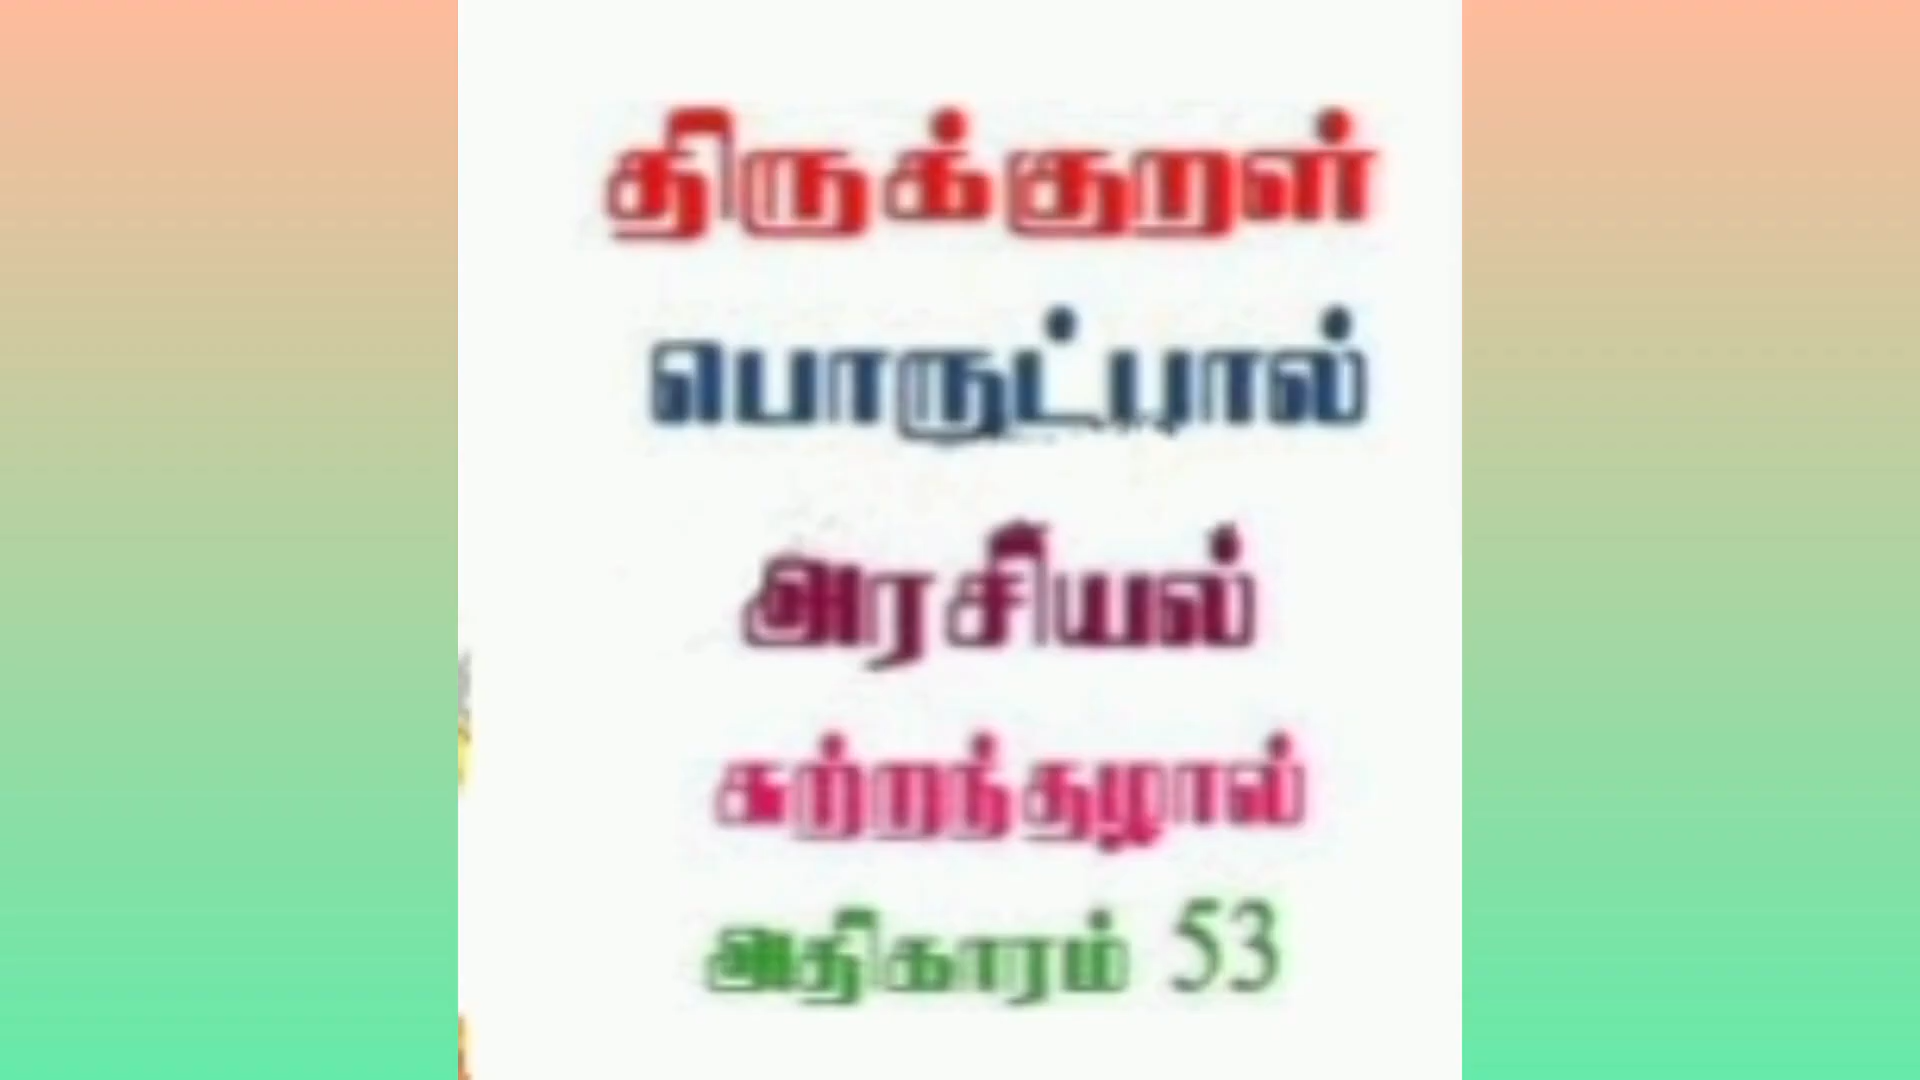 திருக்குறள்
பொருட்பால்
அரசியல்
சுற்றந்தழால்
அதிகாரம் 53